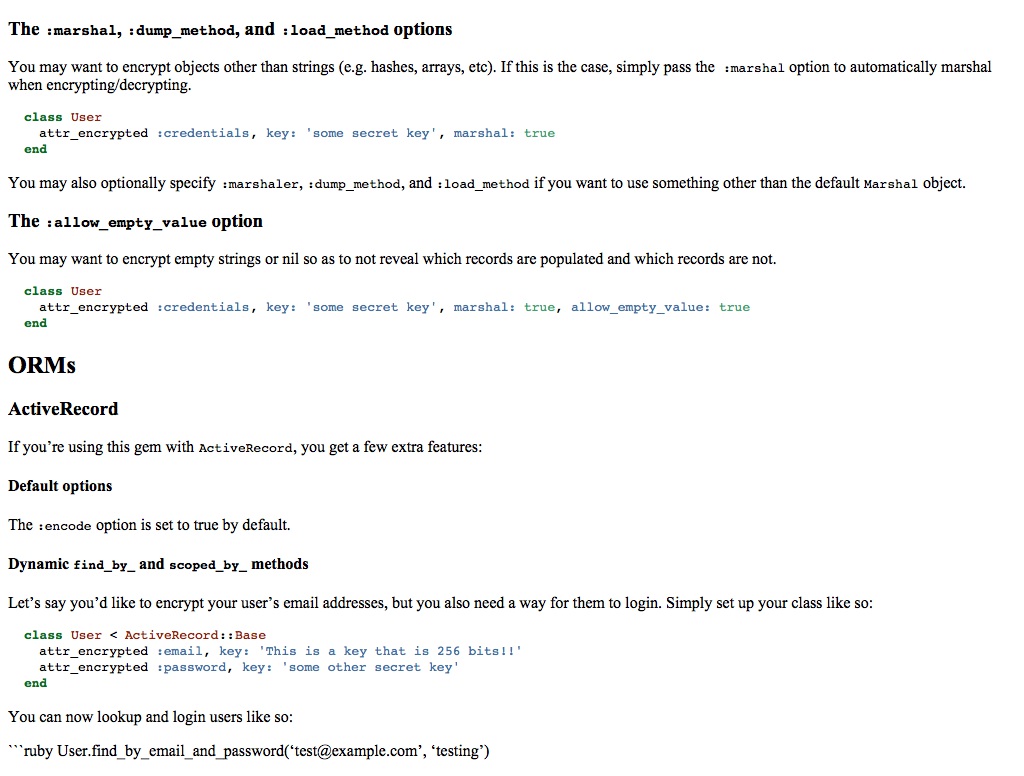 The :marshal, :dump_method, and :load_method options
You may want to encrypt objects other than strings (e.g. hashes, arrays, etc). If this is the case, simply pass the :marshal option to automatically marshal
when encrypting/decrypting.
class User
  attr_encrypted :credentials, key: 'some secret key', marshal: true
end
You may also optionally specify :marshaler, :dump_method, and :load_method if you want to use something other than the default Marshal object.
The :allow_empty_value option
You may want to encrypt empty strings or nil so as to not reveal which records are populated and which records are not.
class User
  attr_encrypted :credentials, key: 'some secret key', marshal: true, allow_empty_value: true
end
ORMs
ActiveRecord
If you’re using this gem with ActiveRecord, you get a few extra features:
Default options
The :encode option is set to true by default.
Dynamic find_by_ and scoped_by_ methods
Let’s say you’d like to encrypt your user’s email addresses, but you also need a way for them to login. Simply set up your class like so:
class User < ActiveRecord::Base
  attr_encrypted :email, key: 'This is a key that is 256 bits!!'
  attr_encrypted :password, key: 'some other secret key'
end
You can now lookup and login users like so:
```ruby User.find_by_email_and_password(‘test@example.com’, ‘testing’)